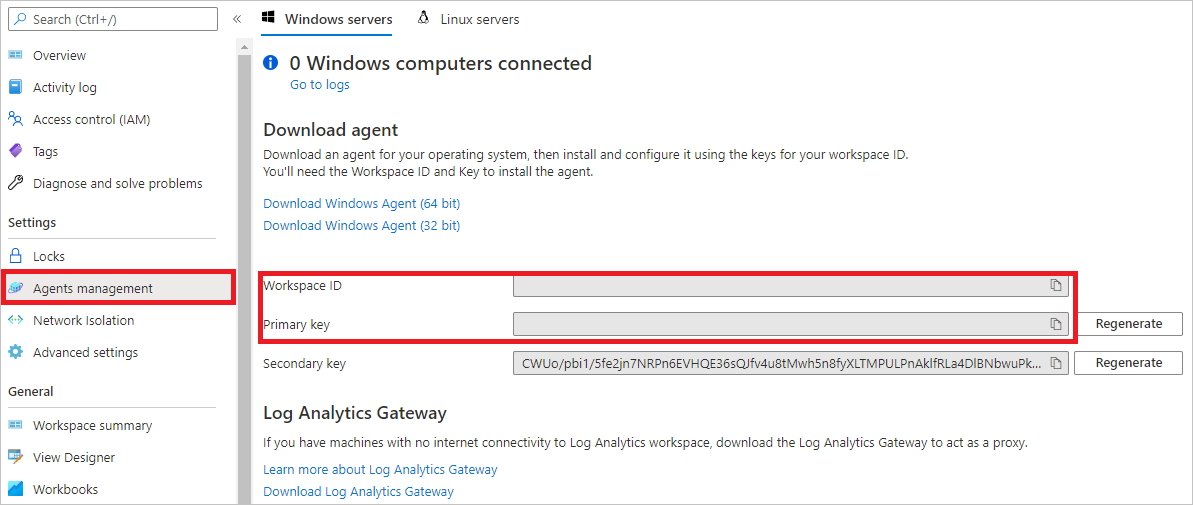 Search (Ctrl+/)
«
Overview
Activity log
Access control (IAM)
Tags
Diagnose and solve problems
Settings
Locks
Agents management
Network Isolation
Advanced settings
General
Workspace summary
View Designer
Workbooks
Windows servers
Linux servers
0 Windows computers connected
Go to logs
Download agent
Download an agent for your operating system, then install and configure it using the keys for your workspace ID.
You'll need the Workspace ID and Key to install the agent.
Download Windows Agent (64 bit)
Download Windows Agent (32 bit)
Workspace ID
Primary key
Regenerate
Secondary key
CWUo/pbi1/5fe2jn7NRPn6EVHQE36sQJfv4u8tMwh5n8fyXLTMPULPnAklfRLa4DlBNbwuPk...
Regenerate
Log Analytics Gateway
If you have machines with no internet connectivity to Log Analytics workspace, download the Log Analytics Gateway to act as a proxy.
Learn more about Log Analytics Gateway
Download Log Analytics Gateway